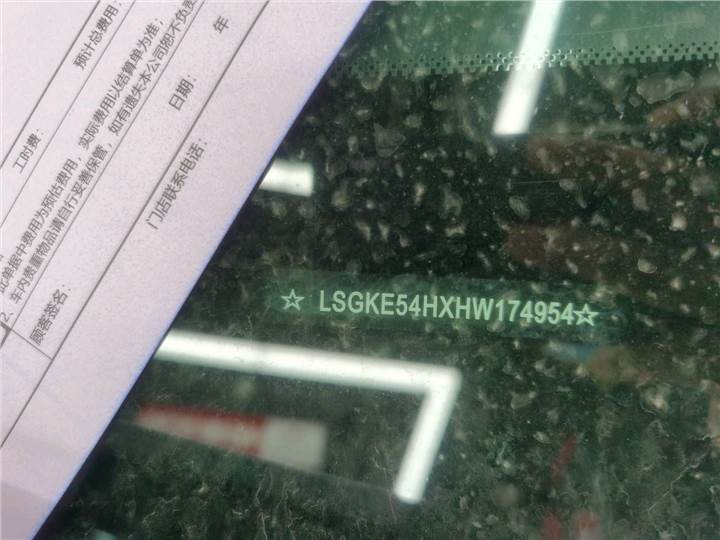 预计总费用：
工时费：
此单据中费用为预估费用，实际费用以结算单为准；
2、车内贵重物品请自行妥善保管，如有遗失本公司恕不负责
顾客签名：
日期：
年
门店联系电话：
☆ LSGKE54HXHW174954☆